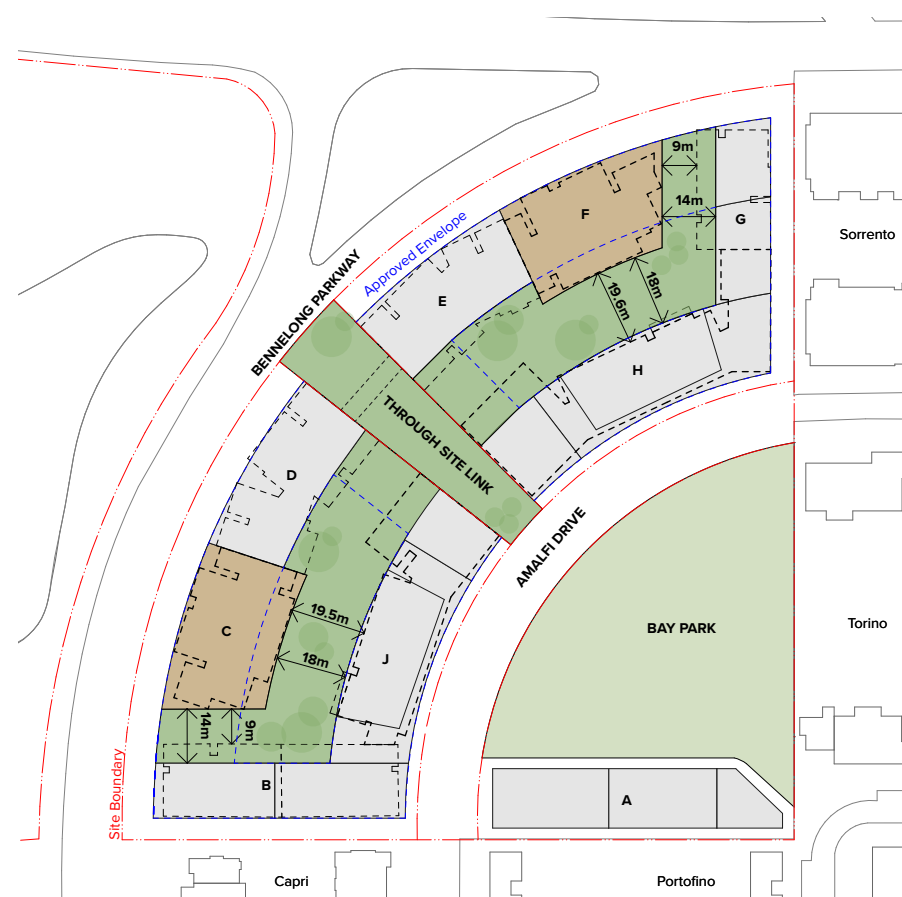 9m
F
14m
G
Approved Envelope
Sorrento
BENNELONG PARKWAY
18m
19.6m
E
H
THROUGH SITE LINK
D
AMALFI DRIVE
19.5m
C
BAY PARK
Torino
18m
J
14m
9m
B
A
Site Boundary
Capri
Portofino